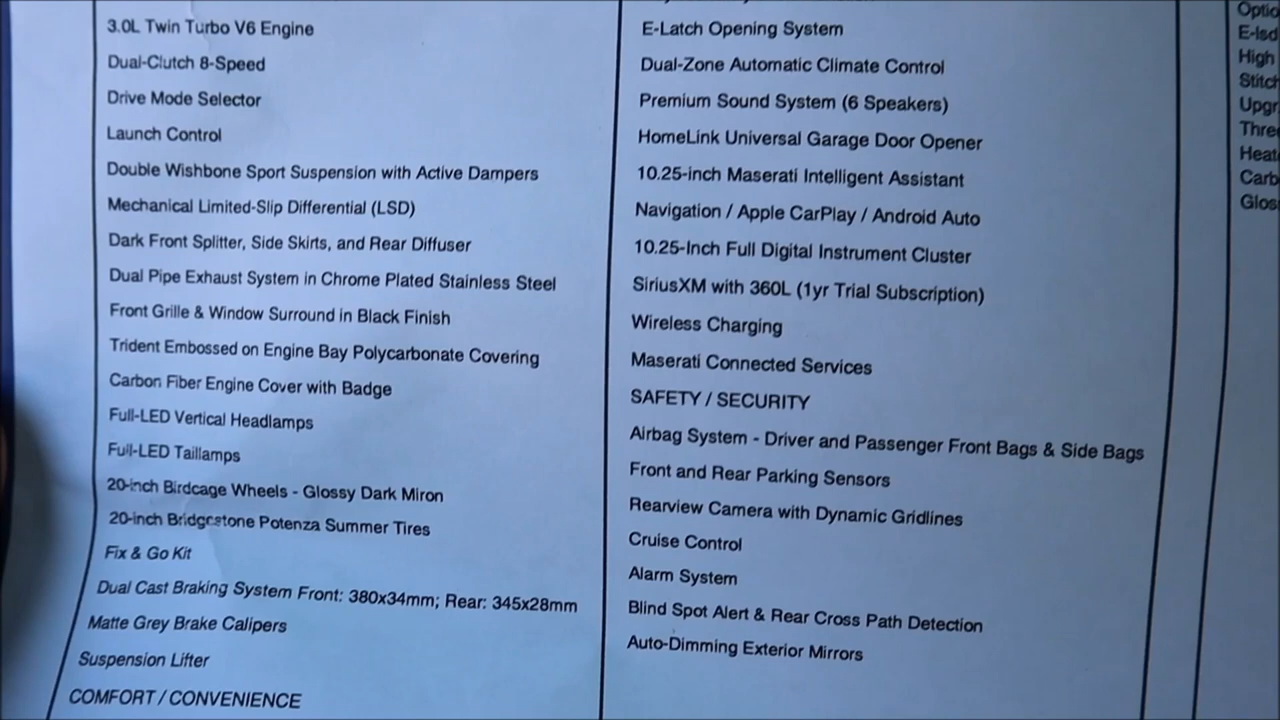 3.0L Twin Turbo V6 Engine
Dual-Clutch 8-Speed
Drive Mode Selector
Launch Control
Double Wishbone Sport Suspension with Active Dampers
Mechanical Limited-Slip Differential (LSD)
Dark Front Splitter, Side Skirts, and Rear Diffuser
Dual Pipe Exhaust System in Chrome Plated Stainless Steel
Front Grille & Window Surround in Black Finish
Trident Embossed on Engine Bay Polycarbonate Covering
Carbon Fiber Engine Cover with Badge
Full-LED Vertical Headlamps
Full-LED Taillamps
20-inch Birdcage Wheels - Glossy Dark Miron
20-inch Bridgestone Potenza Summer Tires
Fix & Go Kit
Dual Cast Braking System Front: 380x34mm; Rear: 345x28mm
Matte Grey Brake Calipers
Suspension Lifter
COMFORT / CONVENIENCE
E-Latch Opening System
Dual-Zone Automatic Climate Control
Premium Sound System (6 Speakers)
HomeLink Universal Garage Door Opener
10.25-inch Maserati Intelligent Assistant
Navigation / Apple CarPlay / Android Auto
10.25-Inch Full Digital Instrument Cluster
SiriusXM with 360L (1yr Trial Subscription)
Wireless Charging
Maserati Connected Services
SAFETY / SECURITY
Airbag System - Driver and Passenger Front Bags & Side Bags
Front and Rear Parking Sensors
Rearview Camera with Dynamic Gridlines
Cruise Control
Alarm System
Blind Spot Alert & Rear Cross Path Detection
Auto-Dimming Exterior Mirrors
Optio
E-lsd
High
Stitch
Upgr
Thre
Heat
Carb
Glos